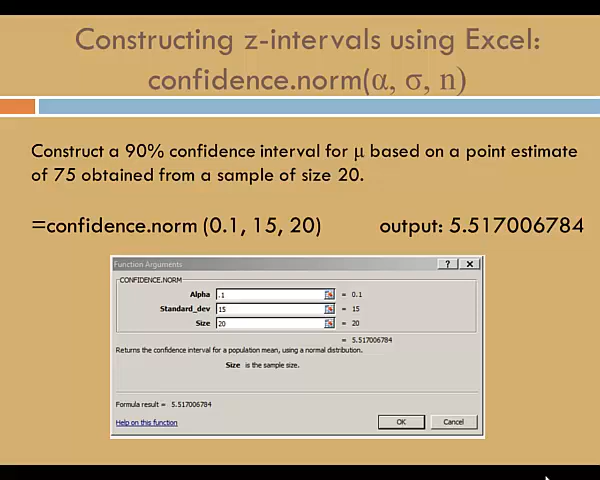 Constructing z-intervals using Excel:
confidence.norm(α, σ, n)
Construct a 90% confidence interval for μ based on a point estimate
of 75 obtained from a sample of size 20.
=confidence.norm (0.1, 15, 20) output: 5.517006784
Function Arguments
CONFIDENCE.NORM
Alpha .1 = 0.1
Standard_dev 15 = 15
Size 20 = 20
= 5.517006784
Returns the confidence interval for a population mean, using a normal distribution.
Size is the sample size.
Formula result = 5.517006784
Help on this function OK Cancel